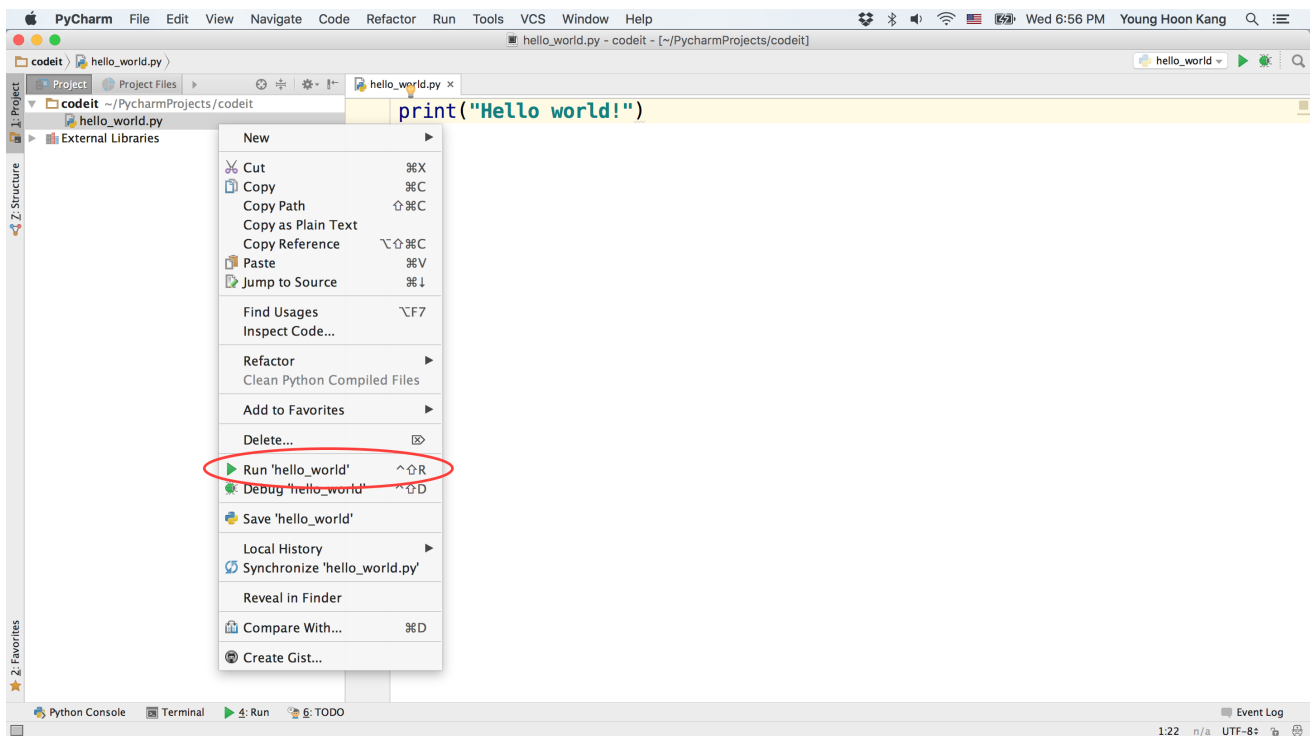 PyCharm File Edit View Navigate Code Refactor Run Tools VCS Window Help Wed 6:56 PM Young Hoon Kang
hello_world.py - codeit - [~/PycharmProjects/codeit]
codeit hello_world.py hello_world
Project Project Files hello_world.py ×
1: Project
codeit ~/PycharmProjects/codeit
print("Hello world!")
hello_world.py
External Libraries
New
Z: Structure
Cut ⌘X
Copy ⌘C
Copy Path ⇧⌘C
Copy as Plain Text
Copy Reference ⌥⇧⌘C
Paste ⌘V
Jump to Source ⌘↓
Find Usages ⌥F7
Inspect Code...
Refactor
Clean Python Compiled Files
Add to Favorites
Delete... ⌦
Run 'hello_world' ^⇧R
Debug 'hello_world' ^⇧D
Save 'hello_world'
Local History
Synchronize 'hello_world.py'
Reveal in Finder
Compare With... ⌘D
Create Gist...
2: Favorites
Python Console Terminal 4: Run 6: TODO Event Log
1:22 n/a UTF-8